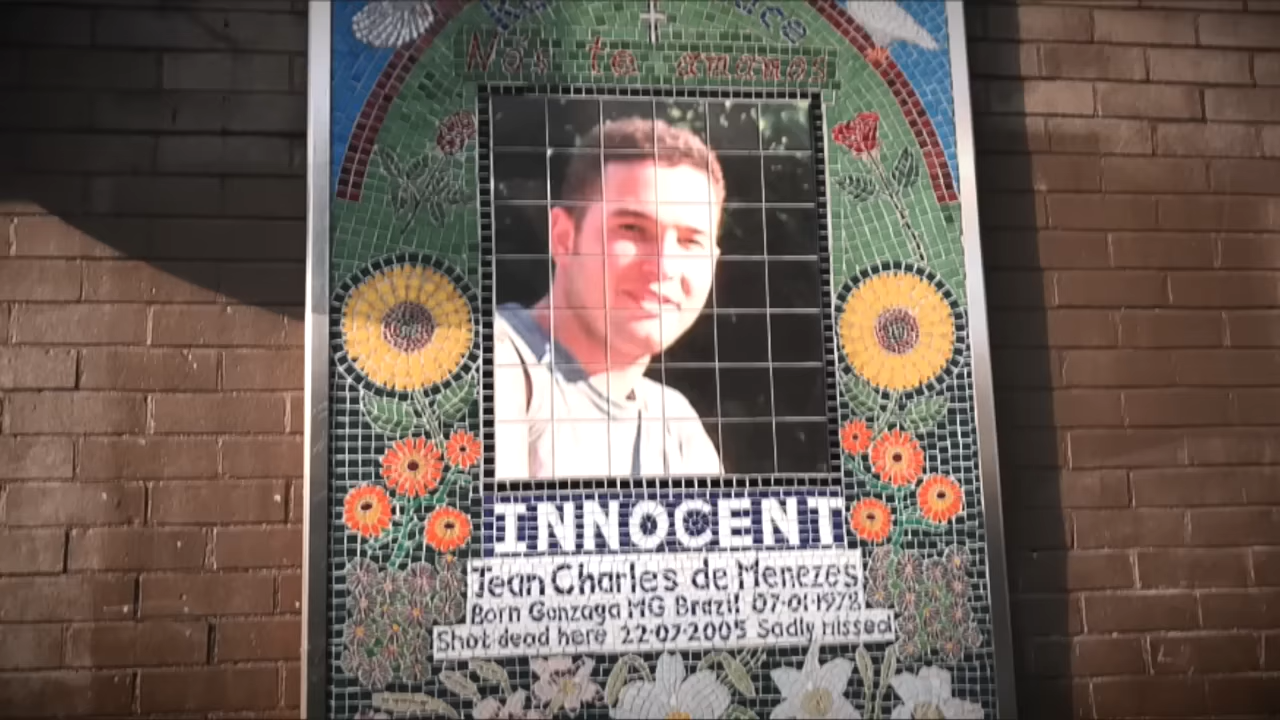 Nós te amamos
INNOCENT
Jean Charles de Menezes
Born Gonzaga MG Brazil 07·01·1978
Shot dead here 22·07·2005 Sadly Missed